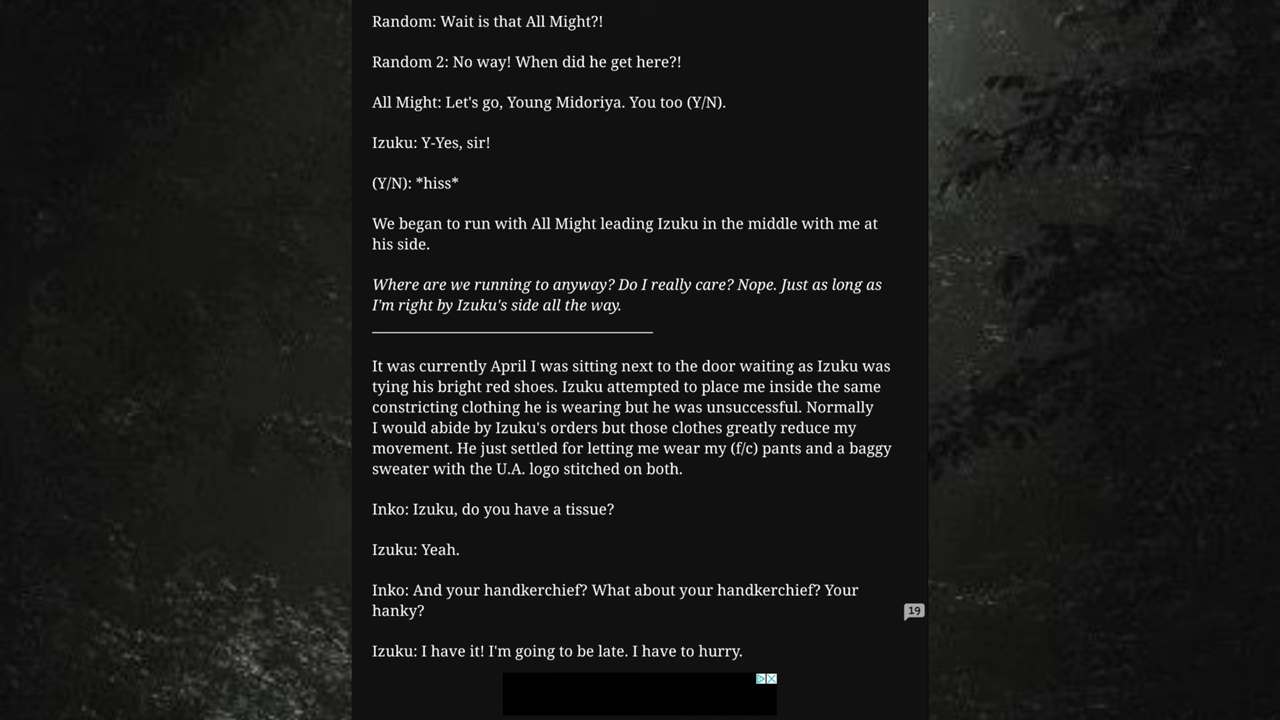 Random: Wait is that All Might?!
Random 2: No way! When did he get here?!
All Might: Let's go, Young Midoriya. You too (Y/N).
Izuku: Y-Yes, sir!
(Y/N): *hiss*
We began to run with All Might leading Izuku in the middle with me at
his side.
Where are we running to anyway? Do I really care? Nope. Just as long as
I'm right by Izuku's side all the way.
It was currently April I was sitting next to the door waiting as Izuku was
tying his bright red shoes. Izuku attempted to place me inside the same
constricting clothing he is wearing but he was unsuccessful. Normally
I would abide by Izuku's orders but those clothes greatly reduce my
movement. He just settled for letting me wear my (f/c) pants and a baggy
sweater with the U.A. logo stitched on both.
Inko: Izuku, do you have a tissue?
Izuku: Yeah.
Inko: And your handkerchief? What about your handkerchief? Your
hanky?
19
Izuku: I have it! I'm going to be late. I have to hurry.